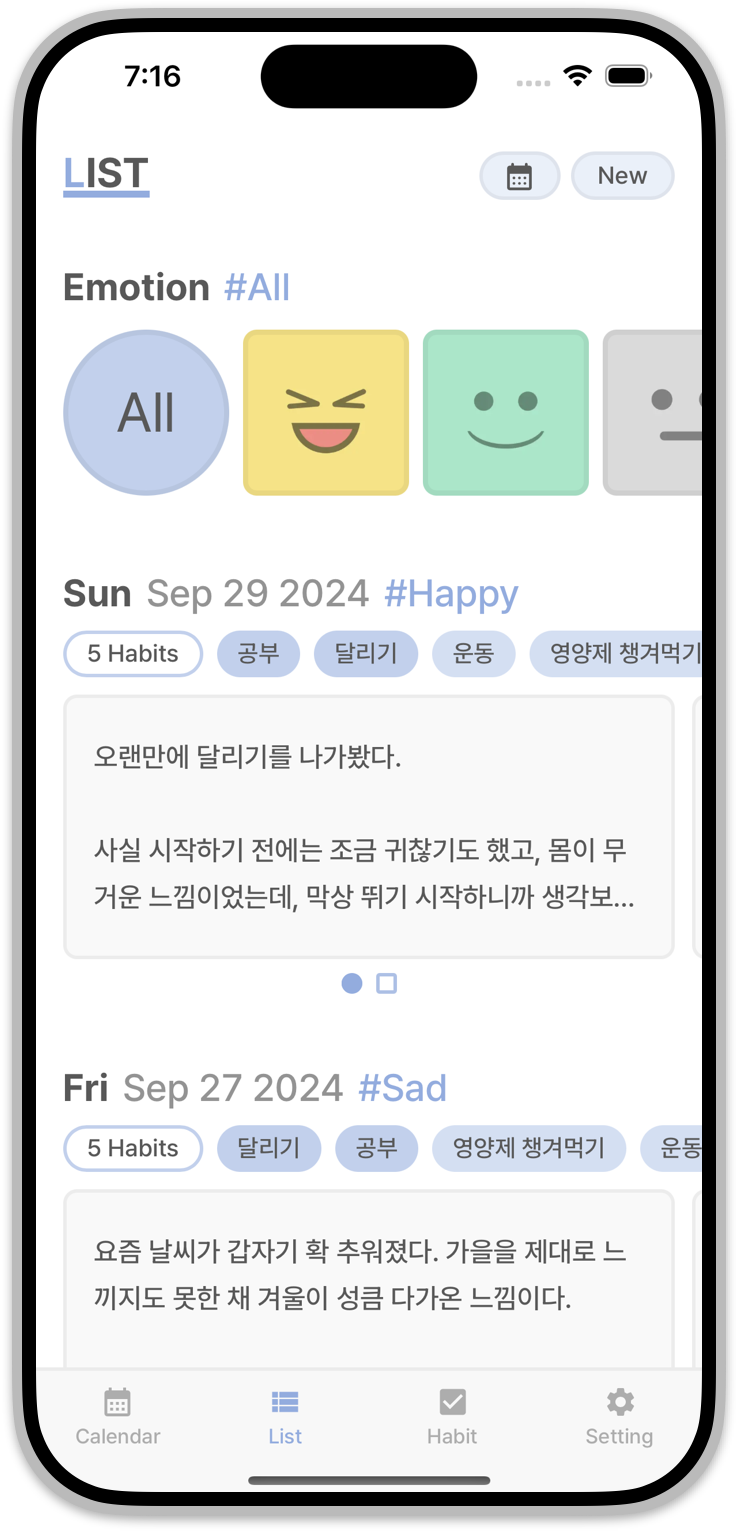 7:16
LIST
New
Emotion #All
All
Sun Sep 29 2024 #Happy
5 Habits 공부 달리기 운동 영양제 챙겨먹기
오랜만에 달리기를 나가봤다.
사실 시작하기 전에는 조금 귀찮기도 했고, 몸이 무
거운 느낌이었는데, 막상 뛰기 시작하니까 생각보...
Fri Sep 27 2024 #Sad
5 Habits 달리기 공부 영양제 챙겨먹기 운동
요즘 날씨가 갑자기 확 추워졌다. 가을을 제대로 느
끼지도 못한 채 겨울이 성큼 다가온 느낌이다.
Calendar List Habit Setting